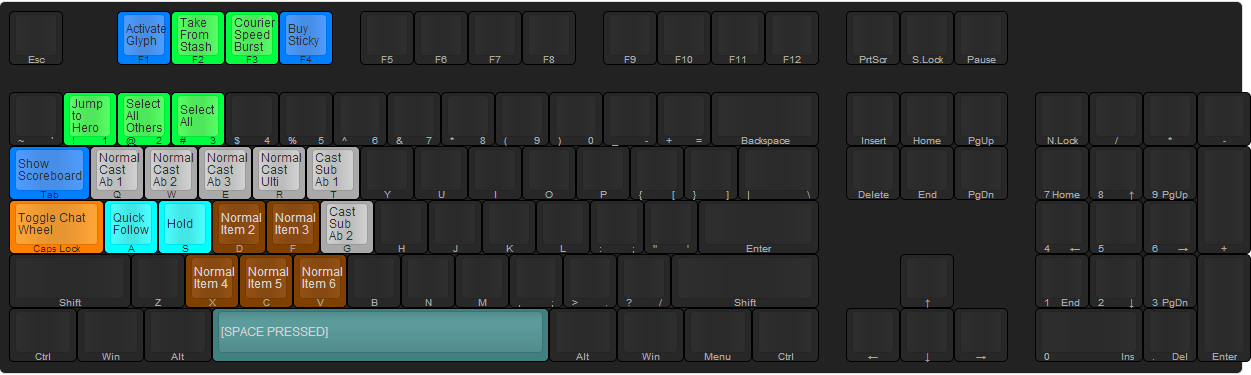 Activate Take Courier Buy
Glyph From Speed Sticky
Stash Burst
Esc F1 F2 F3 F4 F5 F6 F7 F8 F9 F10 F11 F12 PrtScr S.Lock Pause
Jump Select Select
to All All
Hero Others
~ ` ! 1 @ 2 # 3 $ 4 % 5 ^ 6 & 7 * 8 ( 9 ) 0 _ - + = Backspace Insert Home PgUp N.Lock / * -
Show Normal Normal Normal Normal Cast
Scoreboard Cast Cast Cast Cast Sub
Ab 1 Ab 2 Ab 3 Ulti Ab 1
Tab Q W E R T Y U I O P { [ } ] | \ Delete End PgDn 7 Home 8 ↑ 9 PgUp
Toggle Chat Quick Hold Normal Normal Cast
Wheel Follow Item 2 Item 3 Sub
Ab 2
Caps Lock A S D F G H J K L : ; " ' Enter 4 ← 5 6 → +
Normal Normal Normal
Item 4 Item 5 Item 6
Shift Z X C V B N M , ; > . ? / Shift ↑ 1 End 2 ↓ 3 PgDn
[SPACE PRESSED]
Ctrl Win Alt Alt Win Menu Ctrl ← ↓ → 0 Ins . Del Enter